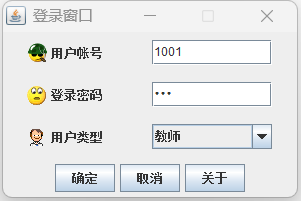 登录窗口
用户帐号 1001
登录密码 •••
用户类型 教师
确定 取消 关于